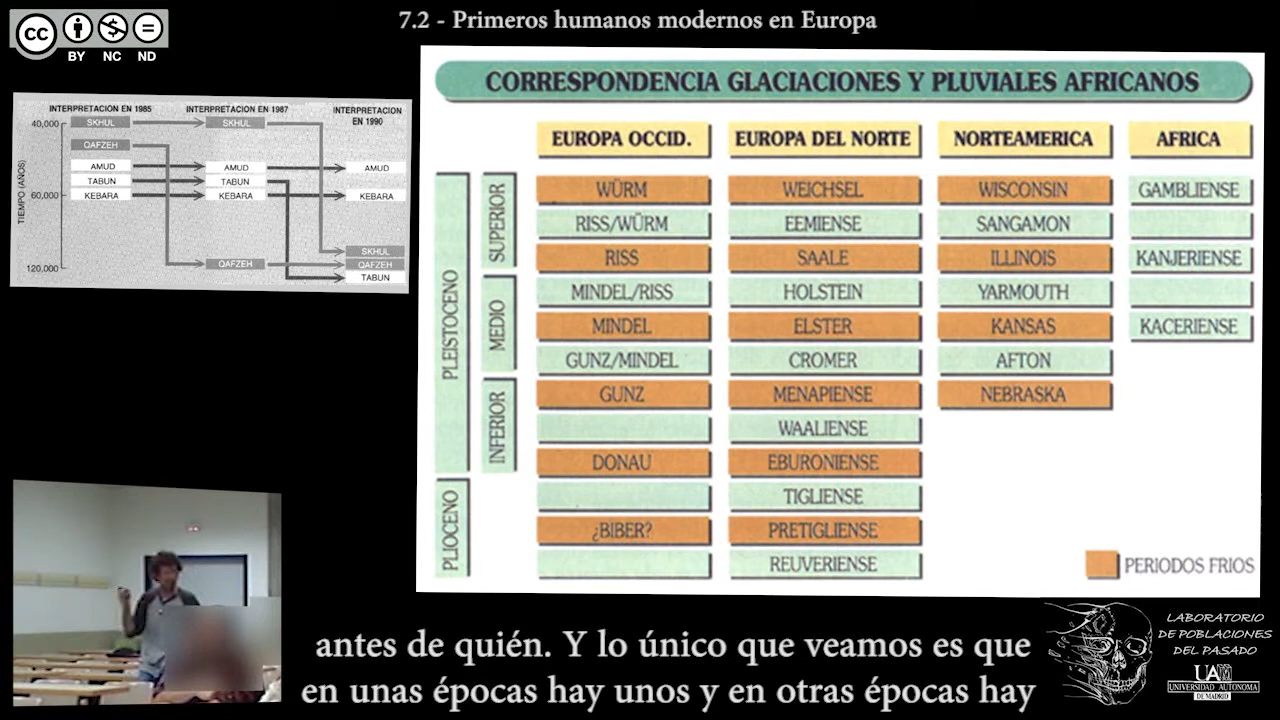 7.2 - Primeros humanos modernos en Europa
CC BY NC ND
INTERPRETACION EN 1985 INTERPRETACION EN 1987 INTERPRETACION EN 1990
TIEMPO (AÑOS)
40,000 SKHUL SKHUL
QAFZEH
AMUD AMUD AMUD
TABUN TABUN
60,000 KEBARA KEBARA KEBARA
SKHUL
120,000 QAFZEH QAFZEH
TABUN
CORRESPONDENCIA GLACIACIONES Y PLUVIALES AFRICANOS
EUROPA OCCID. EUROPA DEL NORTE NORTEAMERICA AFRICA
PLEISTOCENO
SUPERIOR
WÜRM WEICHSEL WISCONSIN GAMBLIENSE
RISS/WÜRM EEMIENSE SANGAMON
RISS SAALE ILLINOIS KANJERIENSE
MEDIO
MINDEL/RISS HOLSTEIN YARMOUTH
MINDEL ELSTER KANSAS KACERIENSE
GUNZ/MINDEL CROMER AFTON
INFERIOR
GUNZ MENAPIENSE NEBRASKA
WAALIENSE
DONAU EBURONIENSE
PLIOCENO
TIGLIENSE
¿BIBER? PRETIGLIENSE
REUVERIENSE
PERIODOS FRIOS
antes de quién. Y lo único que veamos es que
en unas épocas hay unos y en otras épocas hay
LABORATORIO
DE POBLACIONES
DEL PASADO
UAM
UNIVERSIDAD AUTONOMA
DE MADRID